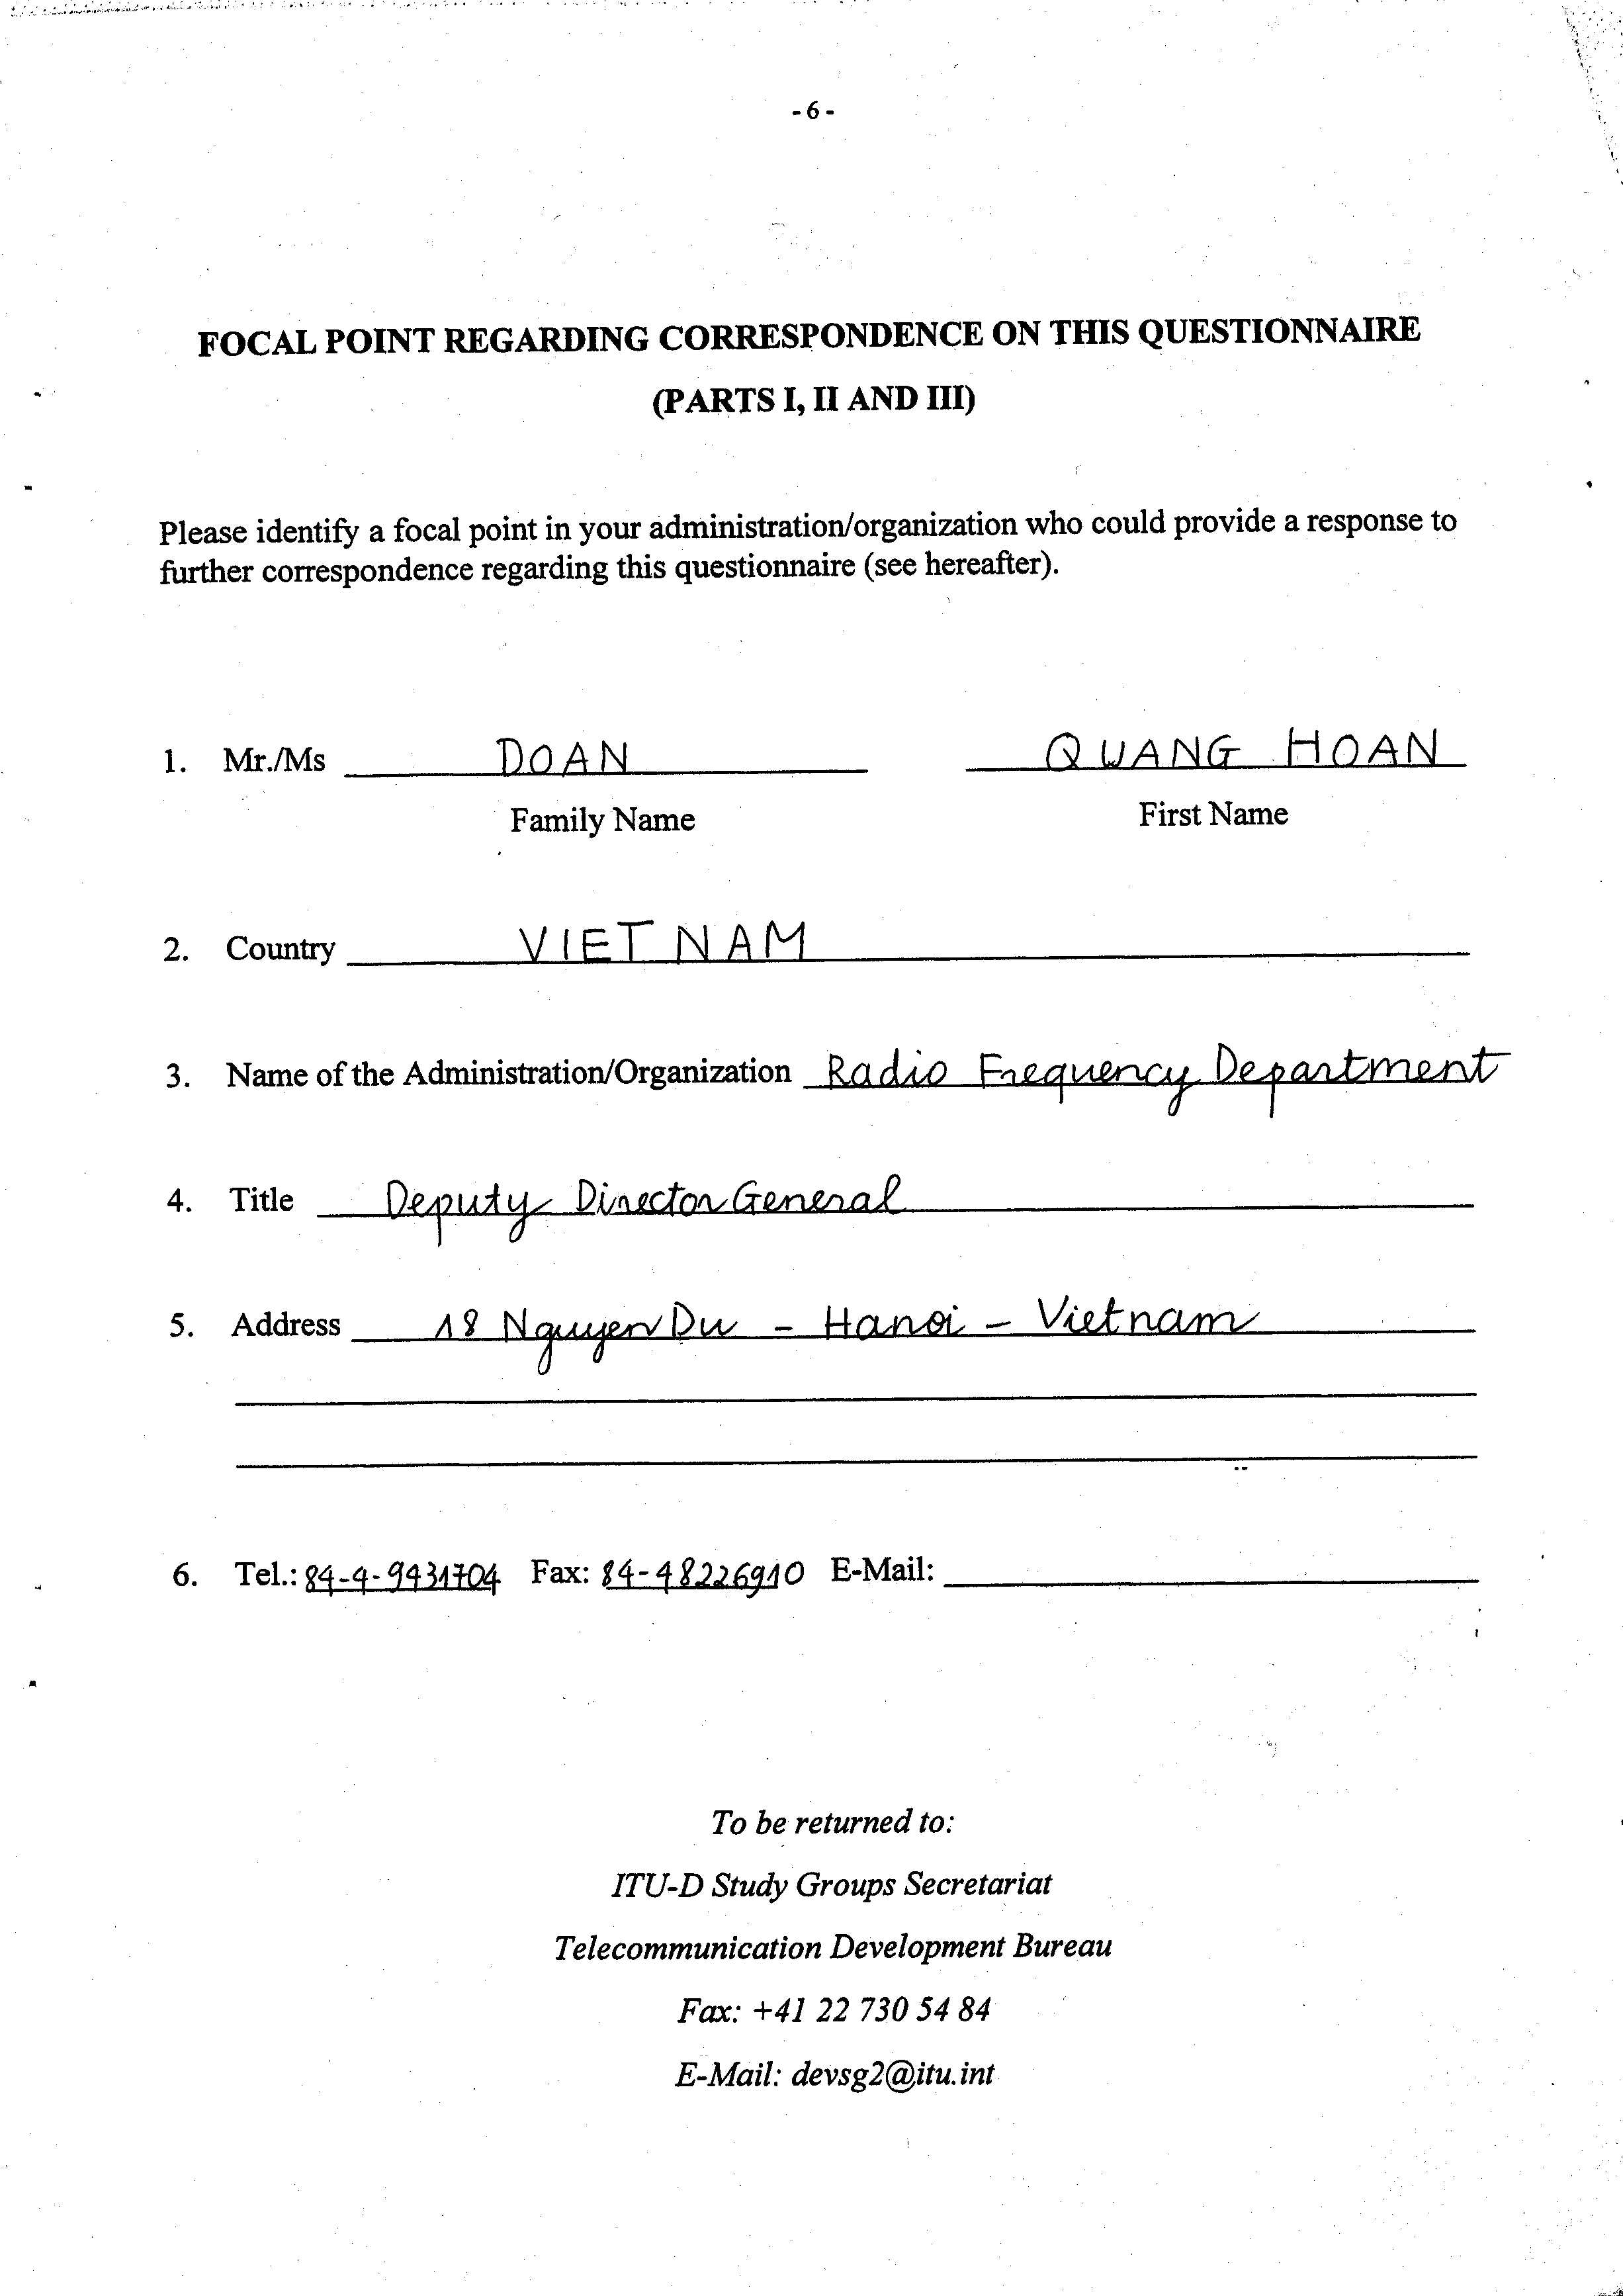 - 6 -
FOCAL POINT REGARDING CORRESPONDENCE ON THIS QUESTIONNAIRE
(PARTS I, II AND III)
Please identify a focal point in your administration/organization who could provide a response to
further correspondence regarding this questionnaire (see hereafter).
1. Mr./Ms DOAN QUANG HOAN
Family Name First Name
2. Country VIET NAM
3. Name of the Administration/Organization Radio Frequency Department
4. Title Deputy Director General
5. Address 18 Nguyen Du - Hanoi - Vietnam
6. Tel.: 84-4-9431704 Fax: 84-48226910 E-Mail:
To be returned to:
ITU-D Study Groups Secretariat
Telecommunication Development Bureau
Fax: +41 22 730 54 84
E-Mail: devsg2@itu.int